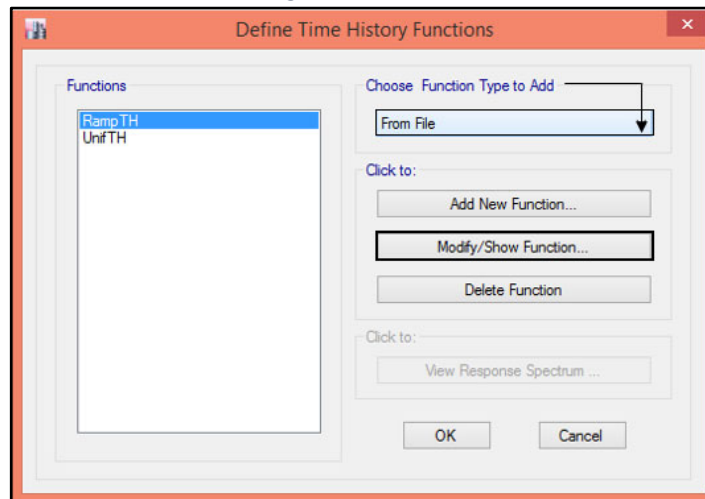 Define Time History Functions
Functions
RampTH
UnifTH
Choose Function Type to Add
From File
Click to:
Add New Function...
Modify/Show Function...
Delete Function
Click to:
View Response Spectrum ...
OK
Cancel